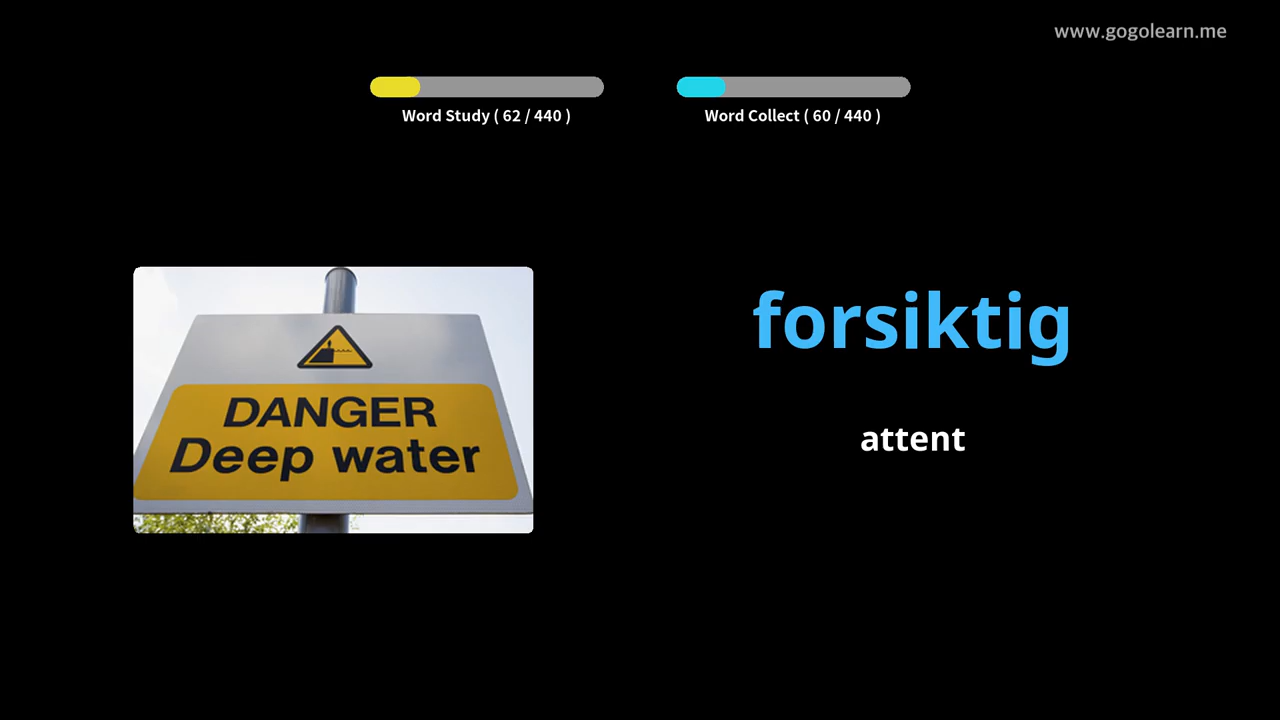 www.gogolearn.me
Word Study ( 62 / 440 )
Word Collect ( 60 / 440 )
DANGER
Deep water
forsiktig
attent